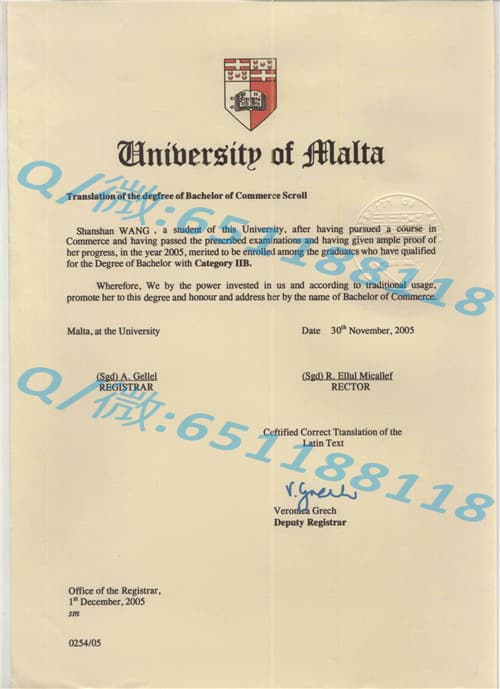 University of Malta
Translation of the degfree of Bachelor of Commerce Scroll
Shanshan WANG , a student of this University, after having pursued a course in
Commerce and having passed the prescribed examinations and having given ample proof of
her progress, in the year 2005, merited to be enrolled among the graduates who have qualified
for the Degree of Bachelor with Category IIB.
Wherefore, We by the power invested in us and according to traditional usage,
promote her to this degree and honour and address her by the name of Bachelor of Commerce.
Malta, at the University Date 30th November, 2005
(Sgd) A. Gellel (Sgd) R. Ellul Micallef
REGISTRAR RECTOR
Ceftified Correct Ttanslation of the
Latin Text
V. Grech
Veronica Grech
Deputy Registrar
Office of the Registrar,
1st December, 2005
sm
0254/05
Q/微:651188118
Q/微:651188118